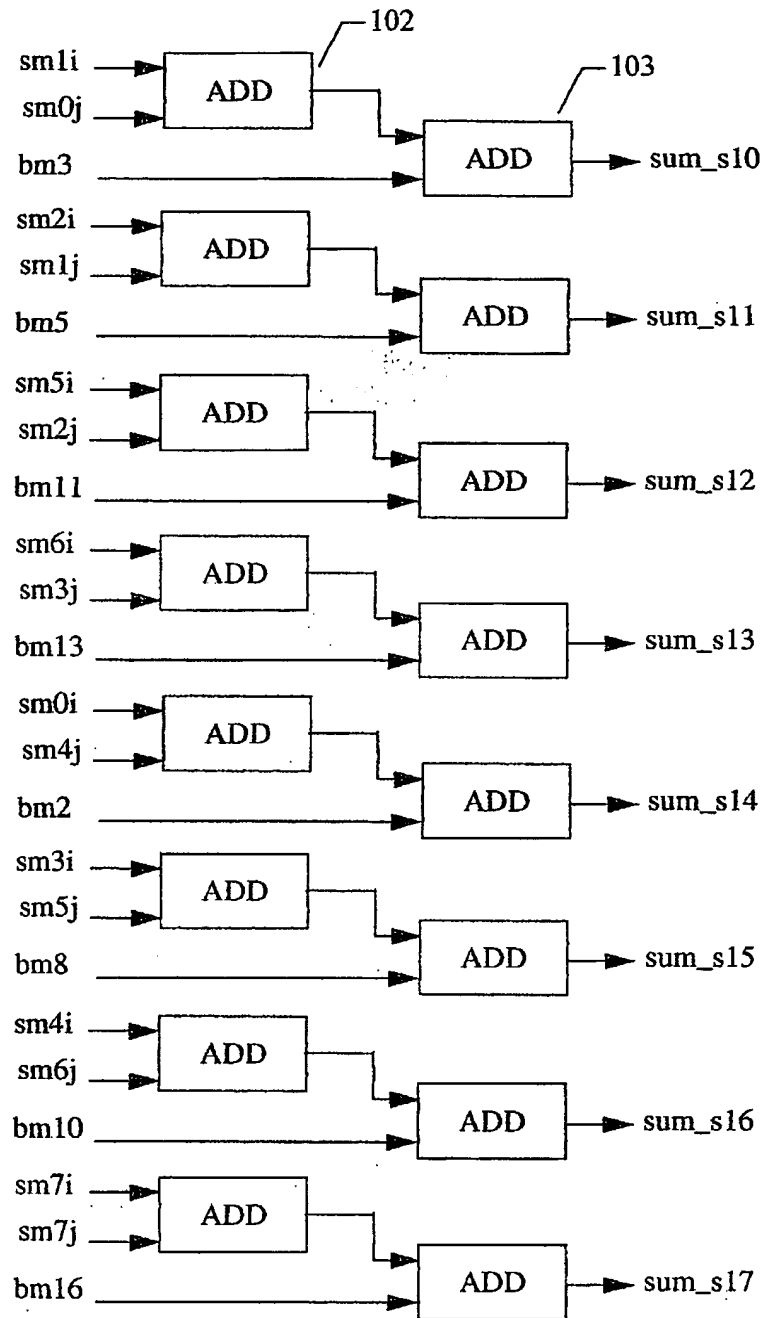 102
sm1i
ADD
103
sm0j
ADD
bm3
sum_s10
sm2i
ADD
sm1j
ADD
bm5
sum_s11
sm5i
ADD
sm2j
ADD
bm11
sum_s12
sm6i
ADD
sm3j
ADD
bm13
sum_s13
sm0i
ADD
sm4j
ADD
bm2
sum_s14
sm3i
ADD
sm5j
ADD
bm8
sum_s15
sm4i
ADD
sm6j
ADD
bm10
sum_s16
sm7i
ADD
sm7j
ADD
bm16
sum_s17